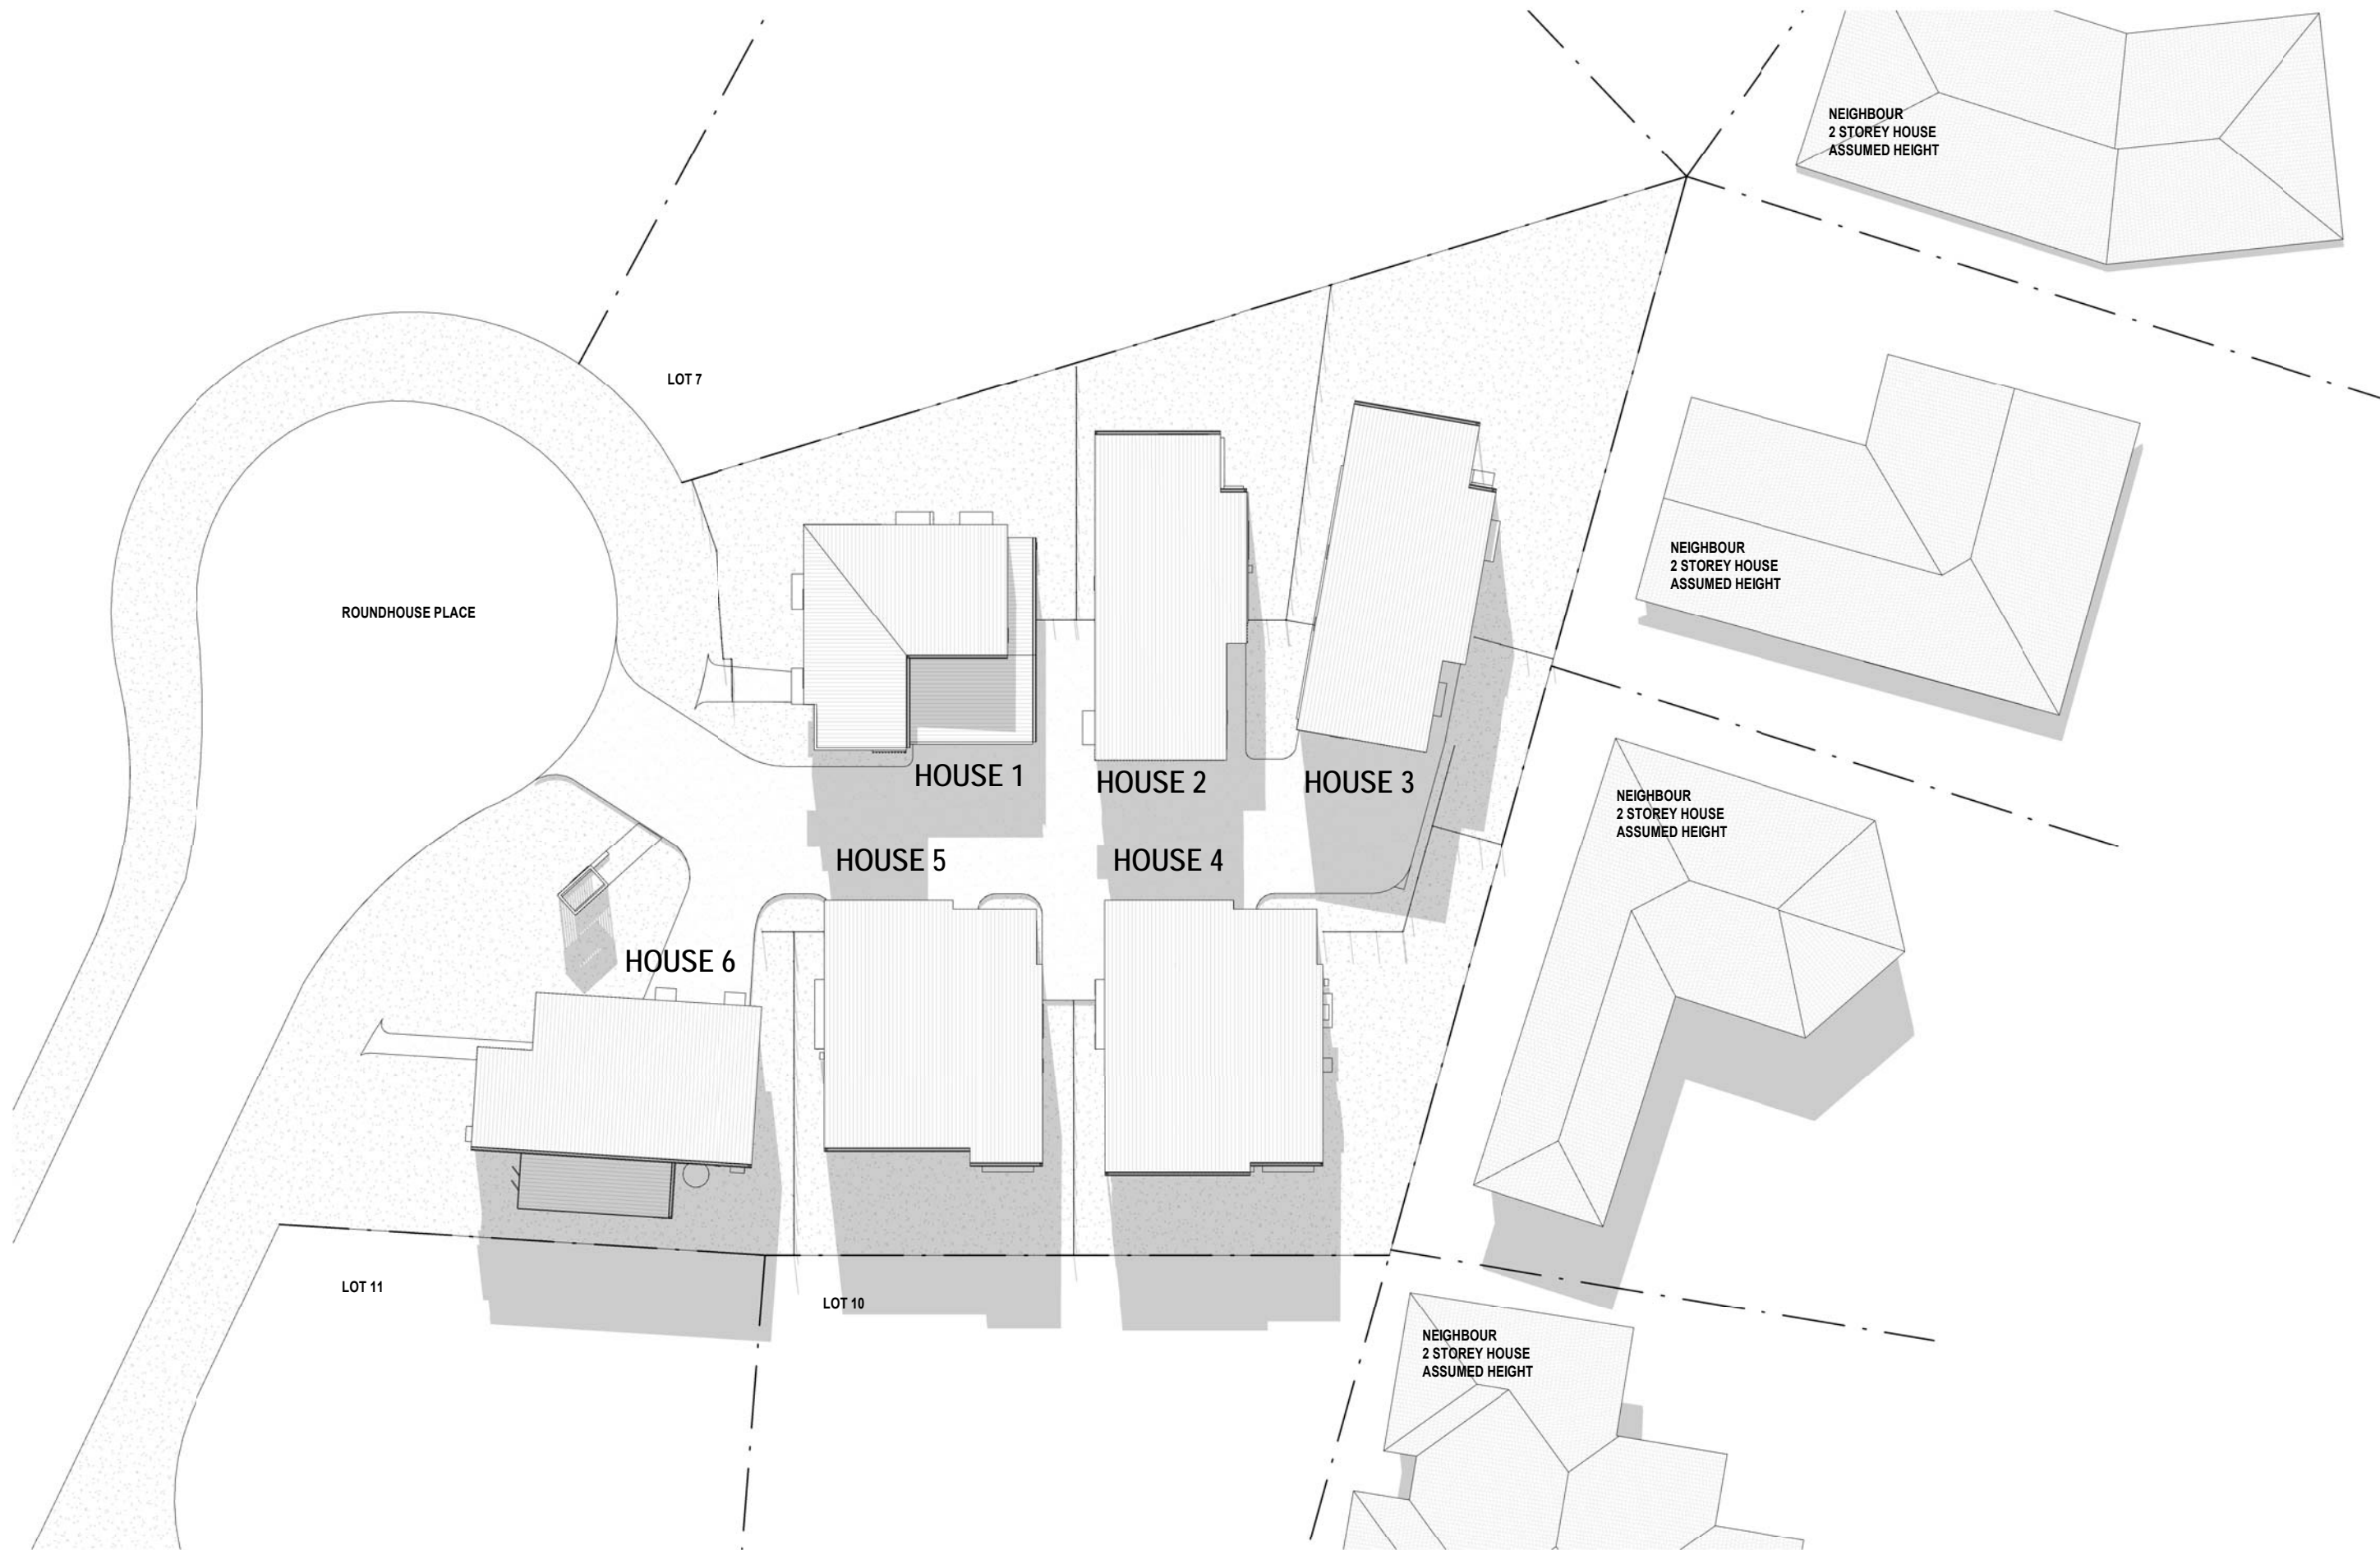 NEIGHBOUR
2 STOREY HOUSE
ASSUMED HEIGHT
LOT 7
NEIGHBOUR
2 STOREY HOUSE
ASSUMED HEIGHT
ROUNDHOUSE PLACE
HOUSE 1
HOUSE 2
HOUSE 3
NEIGHBOUR
2 STOREY HOUSE
ASSUMED HEIGHT
HOUSE 5
HOUSE 4
HOUSE 6
LOT 11
LOT 10
NEIGHBOUR
2 STOREY HOUSE
ASSUMED HEIGHT